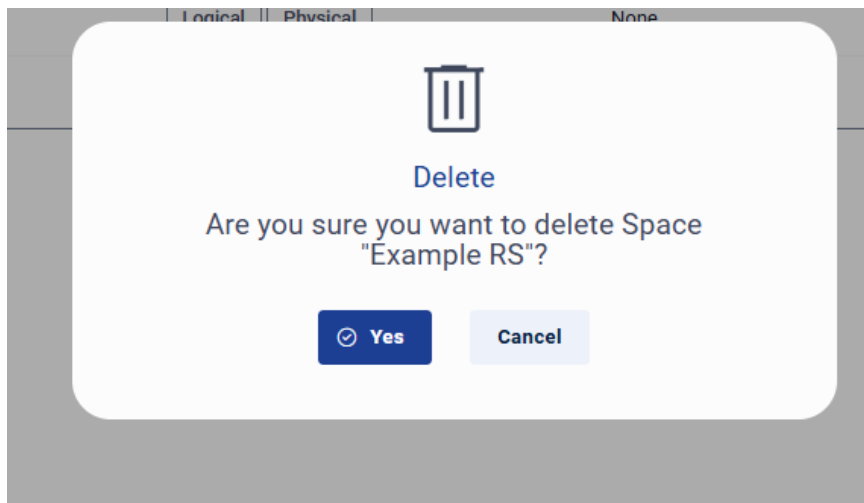 Logical Physical None
Delete
Are you sure you want to delete Space
"Example RS"?
Yes Cancel